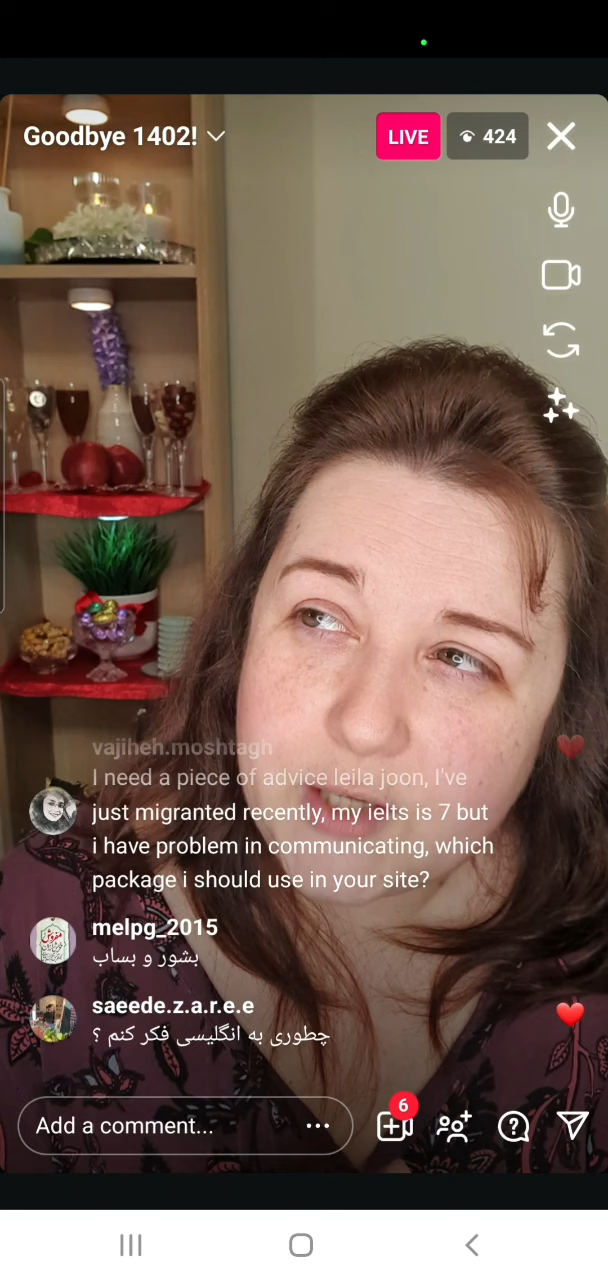 Goodbye 1402!
LIVE
424
vajiheh.moshtagh
I need a piece of advice leila joon, I've
just migranted recently, my ielts is 7 but
i have problem in communicating, which
package i should use in your site?
melpg_2015
بشور و بساب
saeede.z.a.r.e.e
چطوری به انگلیسی فکر کنم ؟
6
Add a comment...